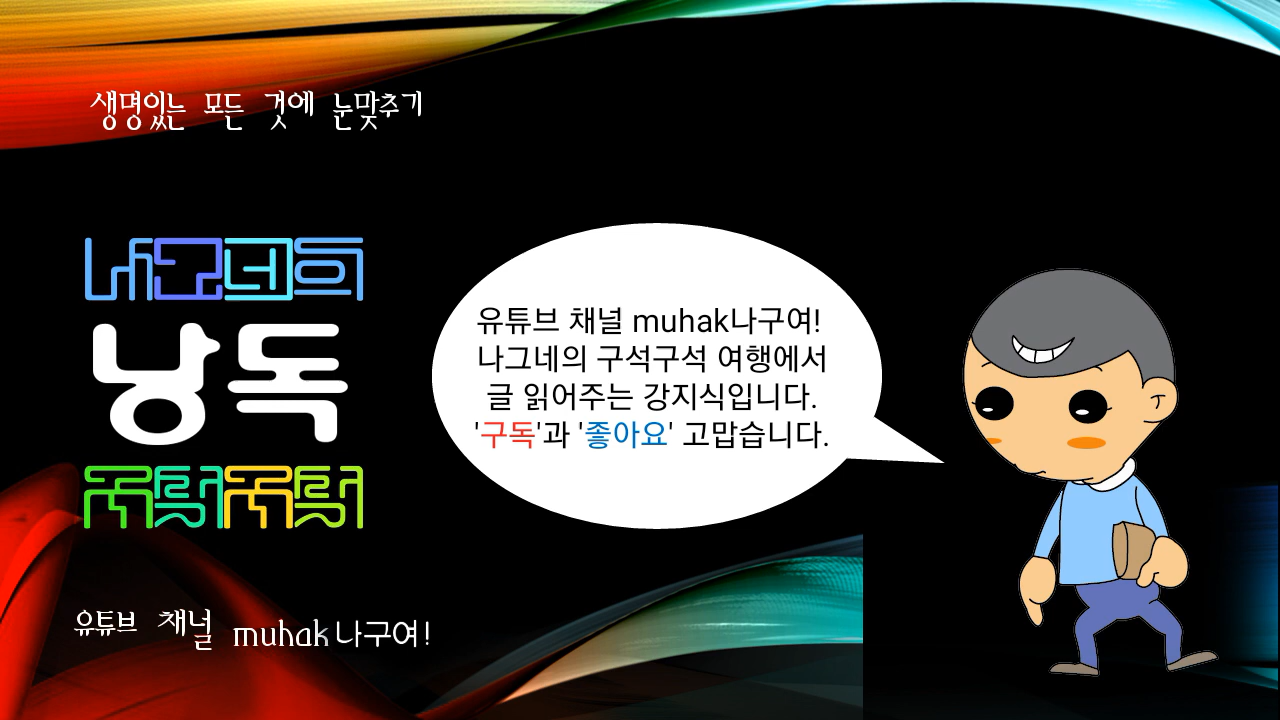 생명있는 모든 것에 눈맞추기
나그네의
낭독
유튜브 채널 muhak나구여!
나그네의 구석구석 여행에서
글 읽어주는 강지식입니다.
'구독'과 '좋아요' 고맙습니다.
유튜브 채널 muhak나구여!